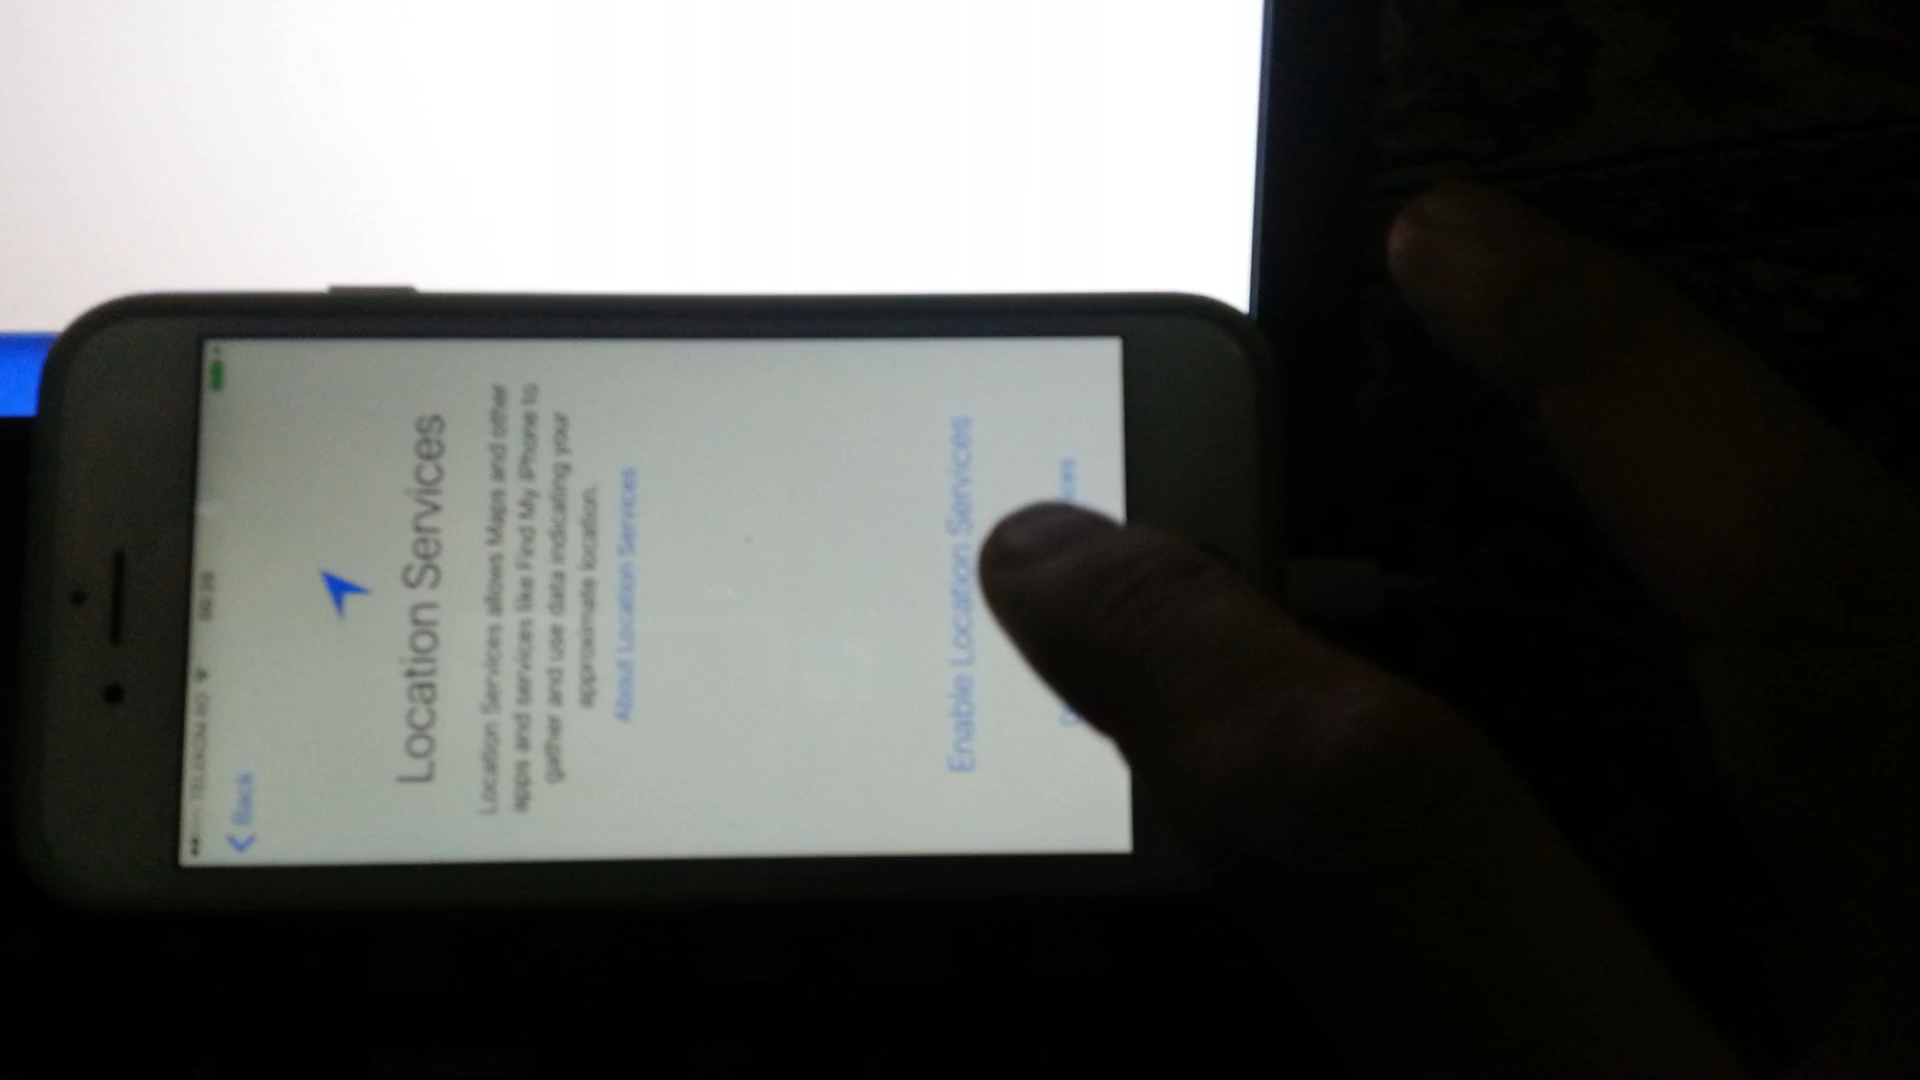 Back
Location Services
Location Services allows Maps and other
apps and services like Find My iPhone to
gather and use data indicating your
approximate location.
About Location Services
Enable Location Services